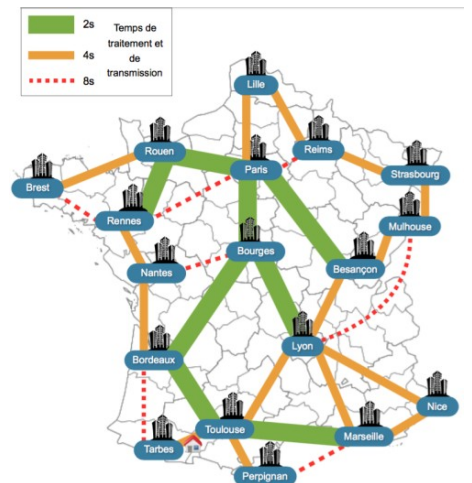 2s
4s
8s
Temps de
traitement et
de
transmission
Lille
Rouen
Reims
Paris
Strasbourg
Brest
Rennes
Mulhouse
Bourges
Nantes
Besançon
Lyon
Bordeaux
Nice
Toulouse
Marseille
Tarbes
Perpignan